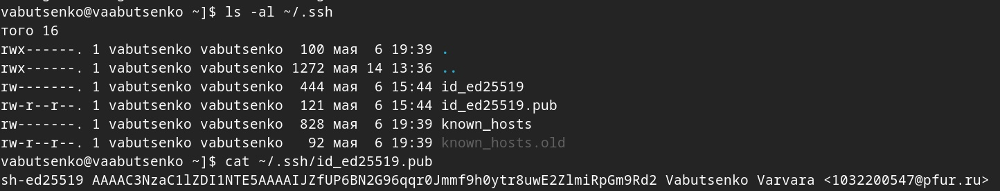 vabutsenko@vaabutsenko ~]$ ls -al ~/.ssh
того 16
rwx------. 1 vabutsenko vabutsenko  100 мая  6 19:39 .
rwx------. 1 vabutsenko vabutsenko 1272 мая 14 13:36 ..
rw-------. 1 vabutsenko vabutsenko  444 мая  6 15:44 id_ed25519
rw-r--r--. 1 vabutsenko vabutsenko  121 мая  6 15:44 id_ed25519.pub
rw-------. 1 vabutsenko vabutsenko  828 мая  6 19:39 known_hosts
rw-r--r--. 1 vabutsenko vabutsenko   92 мая  6 19:39 known_hosts.old
vabutsenko@vaabutsenko ~]$ cat ~/.ssh/id_ed25519.pub
sh-ed25519 AAAAC3NzaC1lZDI1NTE5AAAAIJZfUP6BN2G96qqr0Jmmf9h0ytr8uwE2ZlmiRpGm9Rd2 Vabutsenko Varvara <1032200547@pfur.ru>